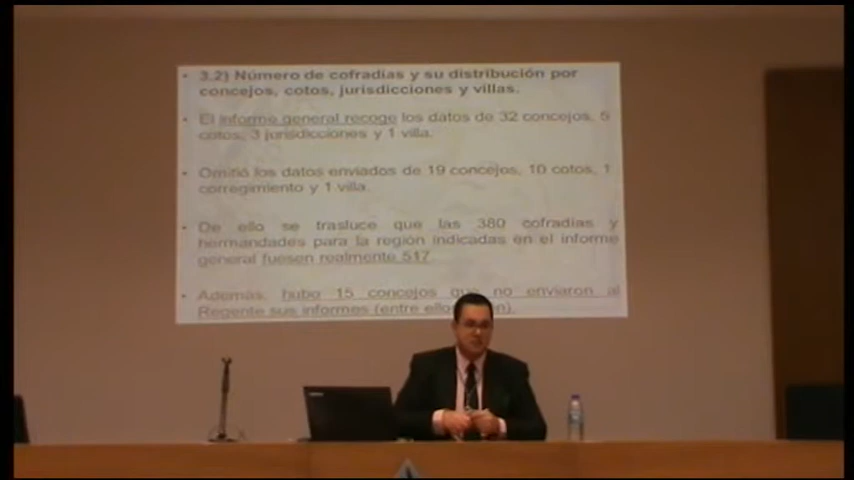 • 3.2) Número de cofradías y su distribución por
concejos, cotos, jurisdicciones y villas.
• El informe general recoge los datos de 32 concejos, 5
cotos, 3 jurisdicciones y 1 villa.
• Omitió los datos enviados de 19 concejos, 10 cotos, 1
corregimiento y 1 villa.
• De ello se trasluce que las 380 cofradías y
hermandades para la región indicadas en el informe
general fuesen realmente 517.
• Además, hubo 15 concejos que no enviaron al
Regente sus informes (entre